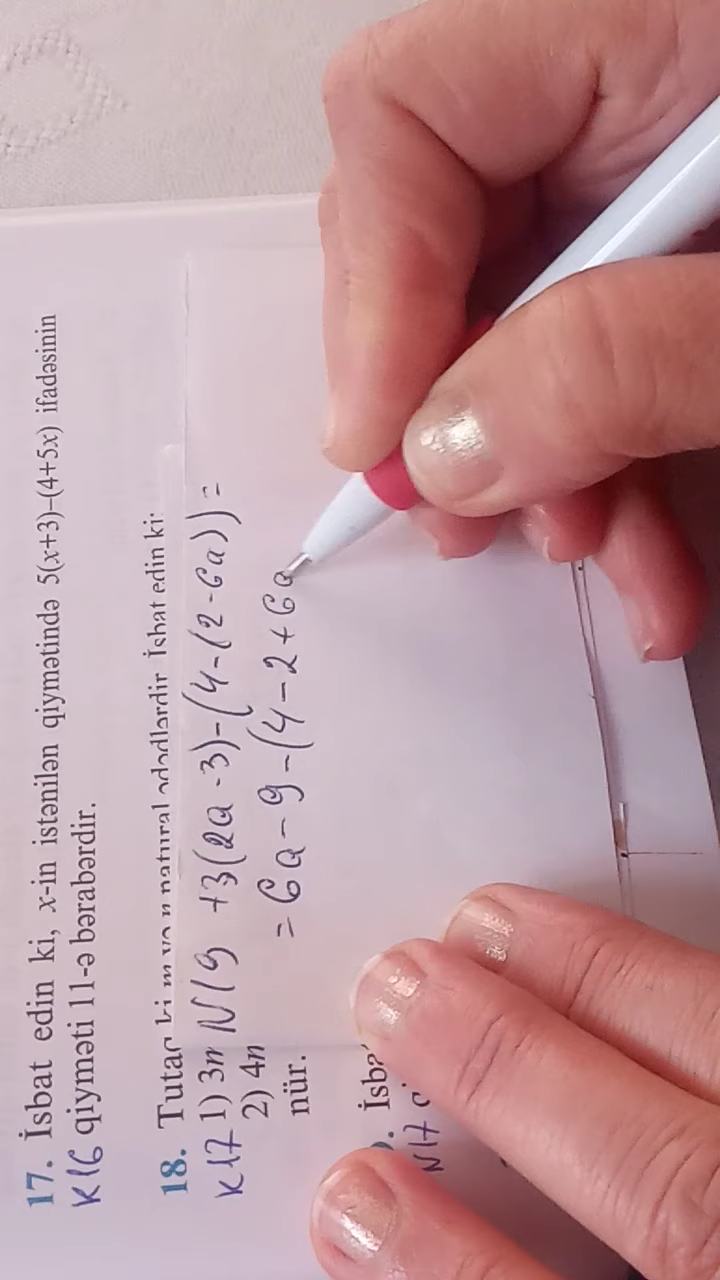 17. İsbat edin ki, x-in istənilən qiymətində 5(x+3)–(4+5x) ifadəsinin
K16 qiyməti 11-ə bərabərdir.
18. Tutaq ki m və n natural ədədlərdir İsbat edin ki:
K17 1) 3n N19 +3(2a-3)-(4-(2-6a))=
2) 4n =6a-9-(4-2+6a
nür.
İsba
N17